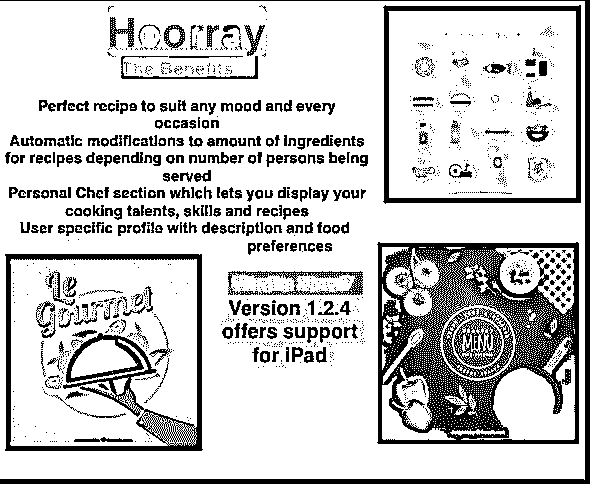 Hoorray
The Benefits
Perfect recipe to suit any mood and every
occasion
Automatic modifications to amount of ingredients
for recipes depending on number of persons being
served
Personal Chef section which lets you display your
cooking talents, skills and recipes
User specific profile with description and food
preferences
Le
Gourmet
Version 1.2.4
offers support
for iPad
MENU